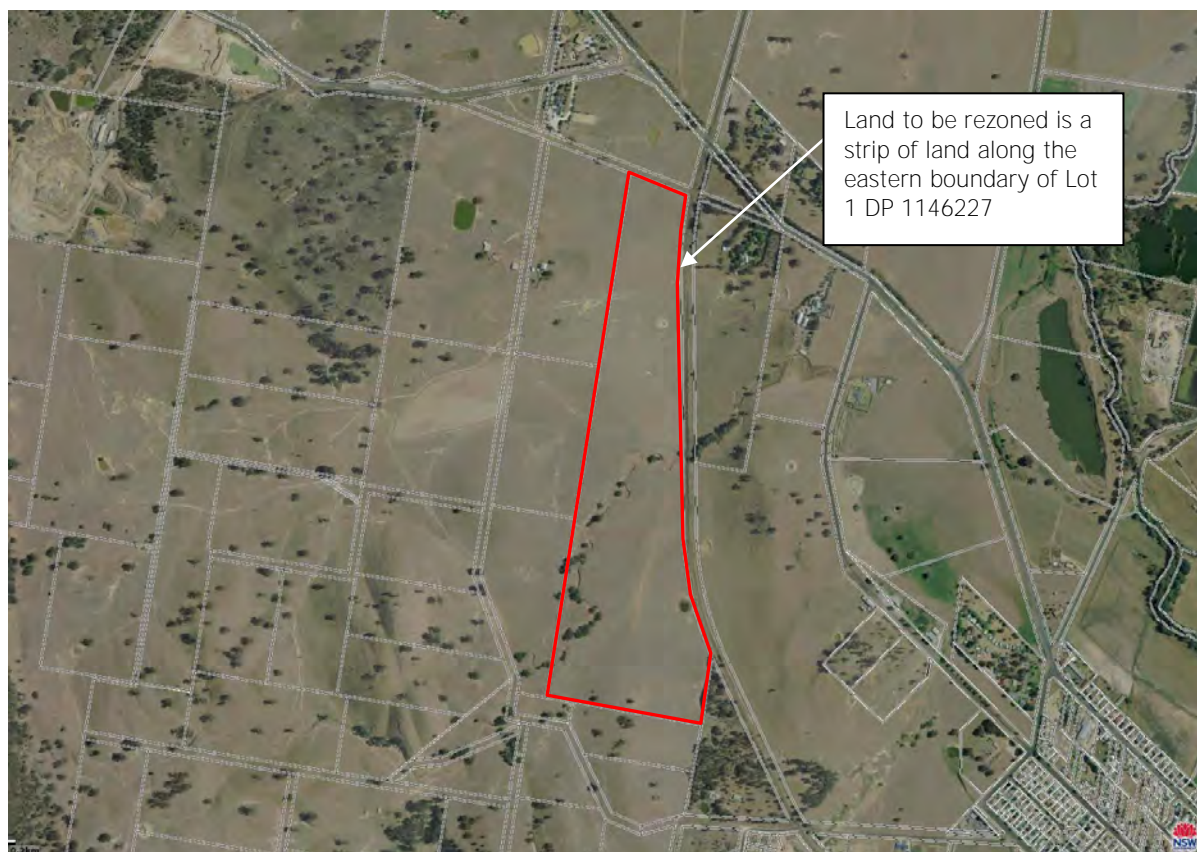 Land to be rezoned is a
strip of land along the
eastern boundary of Lot
1 DP 1146227
NSW